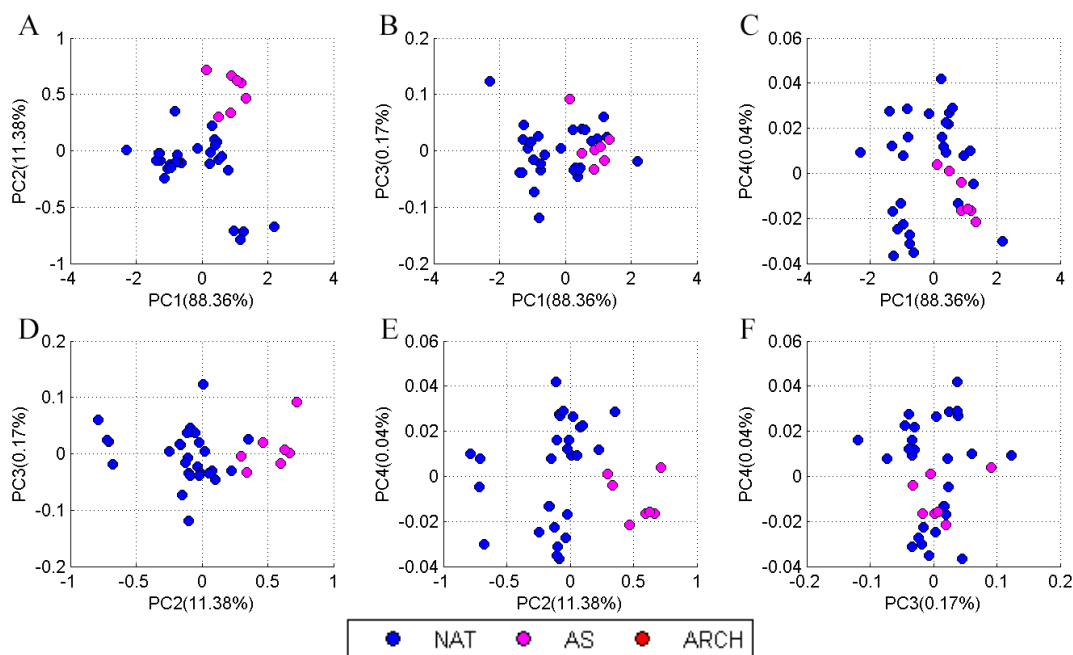 A
B
C
1
0.5
0
-0.5
-1
PC2(11.38%)
-4 -2 0 2 4
PC1(88.36%)
0.2
0.1
0
-0.1
-0.2
PC3(0.17%)
-4 -2 0 2 4
PC1(88.36%)
0.06
0.04
0.02
0
-0.02
-0.04
PC4(0.04%)
-4 -2 0 2 4
PC1(88.36%)
D
E
F
0.2
0.1
0
-0.1
-0.2
PC3(0.17%)
-1 -0.5 0 0.5 1
PC2(11.38%)
0.06
0.04
0.02
0
-0.02
-0.04
PC4(0.04%)
-1 -0.5 0 0.5 1
PC2(11.38%)
0.06
0.04
0.02
0
-0.02
-0.04
PC4(0.04%)
-0.2 -0.1 0 0.1 0.2
PC3(0.17%)
NAT AS ARCH